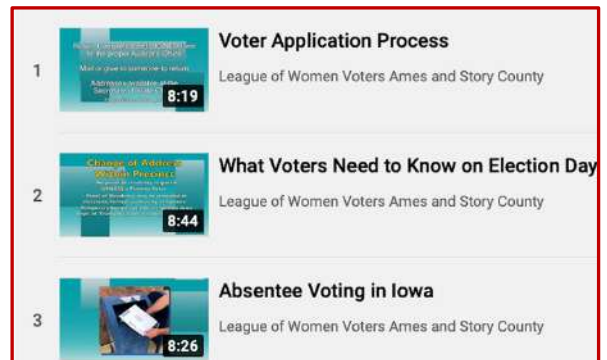 1
8:19
Voter Application Process
League of Women Voters Ames and Story County
2
Change of Address
Within Precinct
8:44
What Voters Need to Know on Election Day
League of Women Voters Ames and Story County
3
8:26
Absentee Voting in Iowa
League of Women Voters Ames and Story County